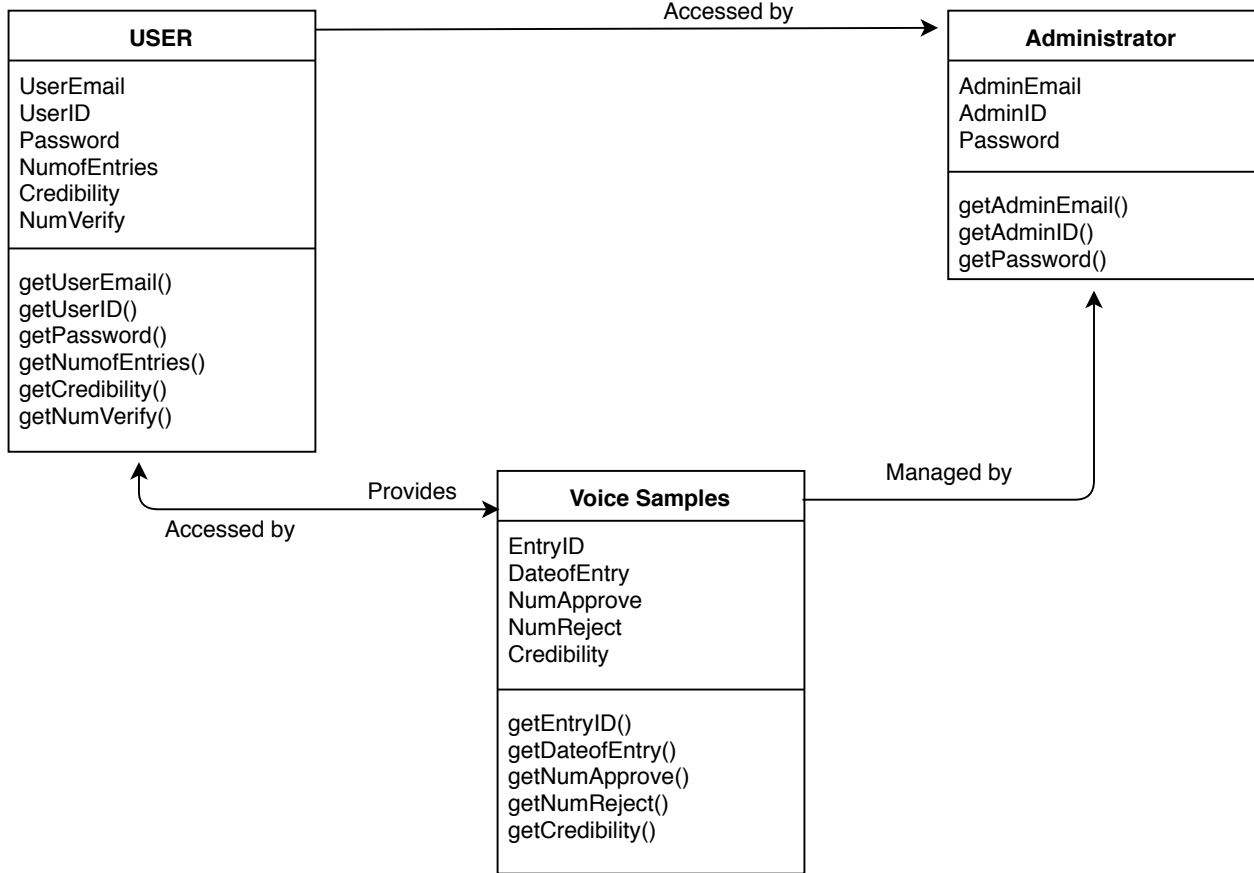 Accessed by
USER
UserEmail
UserID
Password
NumofEntries
Credibility
NumVerify
getUserEmail()
getUserID()
getPassword()
getNumofEntries()
getCredibility()
getNumVerify()
Administrator
AdminEmail
AdminID
Password
getAdminEmail()
getAdminID()
getPassword()
Provides
Accessed by
Managed by
Voice Samples
EntryID
DateofEntry
NumApprove
NumReject
Credibility
getEntryID()
getDateofEntry()
getNumApprove()
getNumReject()
getCredibility()